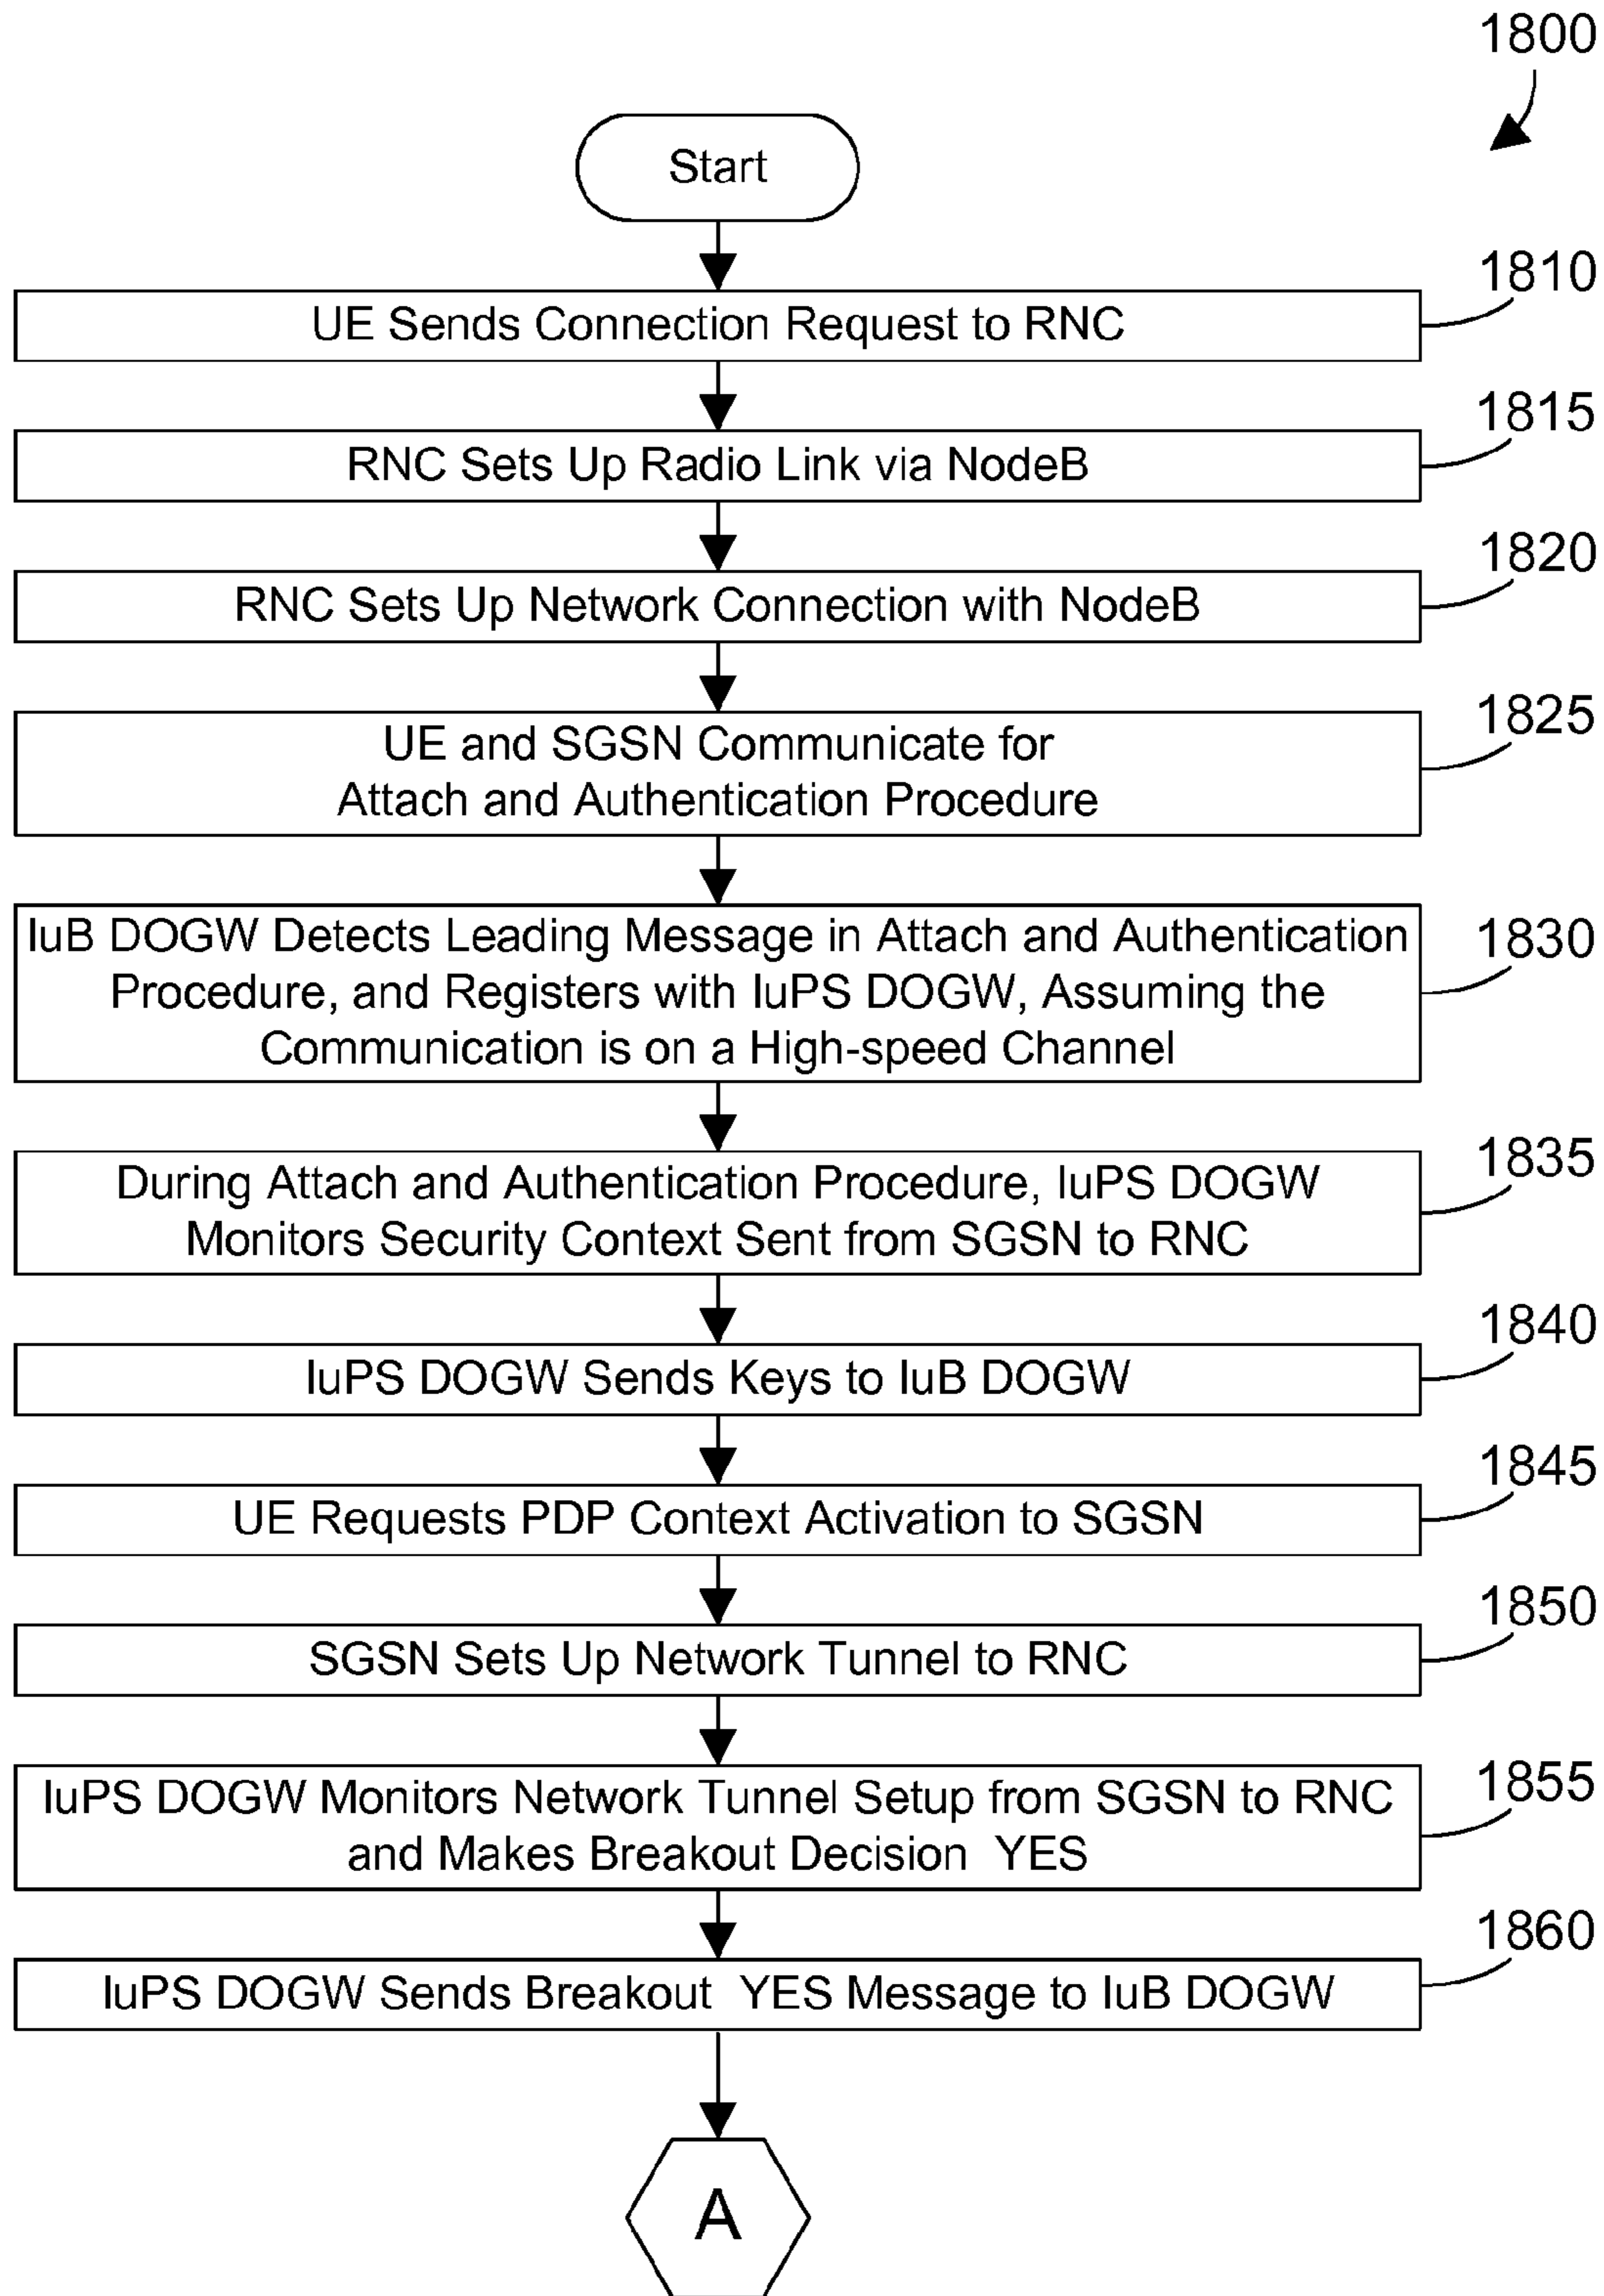 1800
Start
1810
UE Sends Connection Request to RNC
1815
RNC Sets Up Radio Link via NodeB
1820
RNC Sets Up Network Connection with NodeB
1825
UE and SGSN Communicate for
Attach and Authentication Procedure
1830
IuB DOGW Detects Leading Message in Attach and Authentication
Procedure, and Registers with IuPS DOGW, Assuming the
Communication is on a High-speed Channel
1835
During Attach and Authentication Procedure, IuPS DOGW
Monitors Security Context Sent from SGSN to RNC
1840
IuPS DOGW Sends Keys to IuB DOGW
1845
UE Requests PDP Context Activation to SGSN
1850
SGSN Sets Up Network Tunnel to RNC
1855
IuPS DOGW Monitors Network Tunnel Setup from SGSN to RNC
and Makes Breakout Decision YES
1860
IuPS DOGW Sends Breakout YES Message to IuB DOGW
A